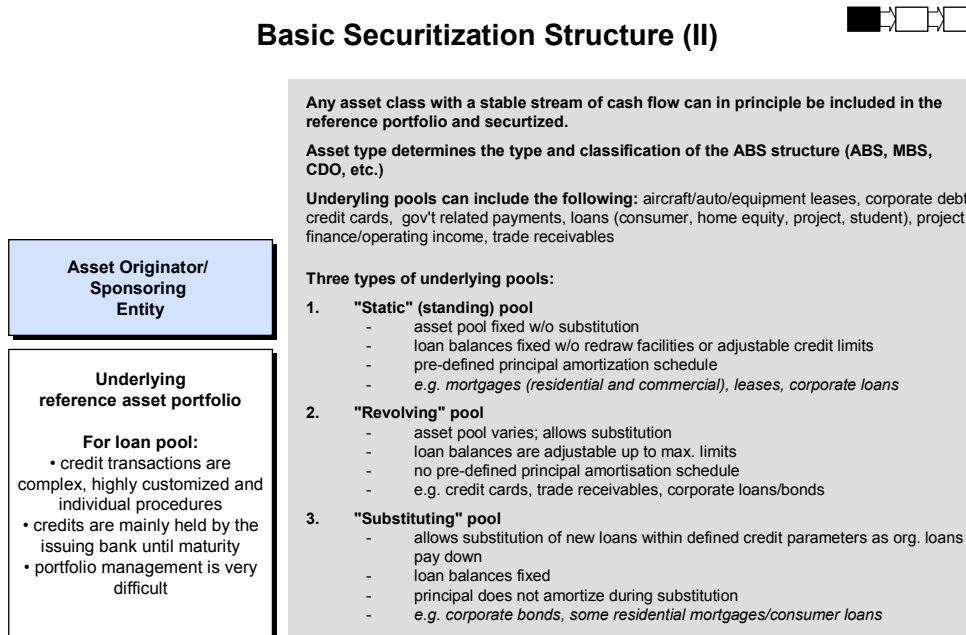 Basic Securitization Structure (II)
Any asset class with a stable stream of cash flow can in principle be included in the
reference portfolio and securtized.
Asset type determines the type and classification of the ABS structure (ABS, MBS,
CDO, etc.)
Underyling pools can include the following: aircraft/auto/equipment leases, corporate debt
credit cards, gov't related payments, loans (consumer, home equity, project, student), project
finance/operating income, trade receivables
Asset Originator/
Sponsoring
Entity
Underlying
reference asset portfolio
For loan pool:
• credit transactions are
complex, highly customized and
individual procedures
• credits are mainly held by the
issuing bank until maturity
• portfolio management is very
difficult
Three types of underlying pools:
1. "Static" (standing) pool
- asset pool fixed w/o substitution
- loan balances fixed w/o redraw facilities or adjustable credit limits
- pre-defined principal amortization schedule
- e.g. mortgages (residential and commercial), leases, corporate loans
2. "Revolving" pool
- asset pool varies; allows substitution
- loan balances are adjustable up to max. limits
- no pre-defined principal amortisation schedule
- e.g. credit cards, trade receivables, corporate loans/bonds
3. "Substituting" pool
- allows substitution of new loans within defined credit parameters as org. loans
pay down
- loan balances fixed
- principal does not amortize during substitution
- e.g. corporate bonds, some residential mortgages/consumer loans